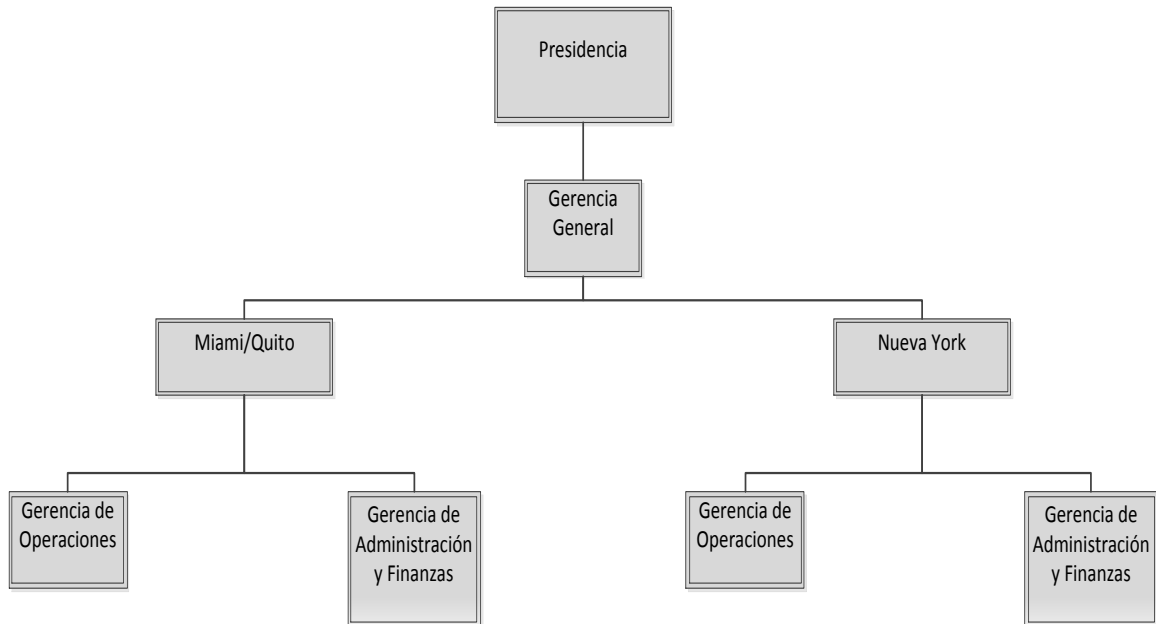 Presidencia
Gerencia
General
Miami/Quito
Nueva York
Gerencia de
Operaciones
Gerencia de
Administración
y Finanzas
Gerencia de
Operaciones
Gerencia de
Administración
y Finanzas